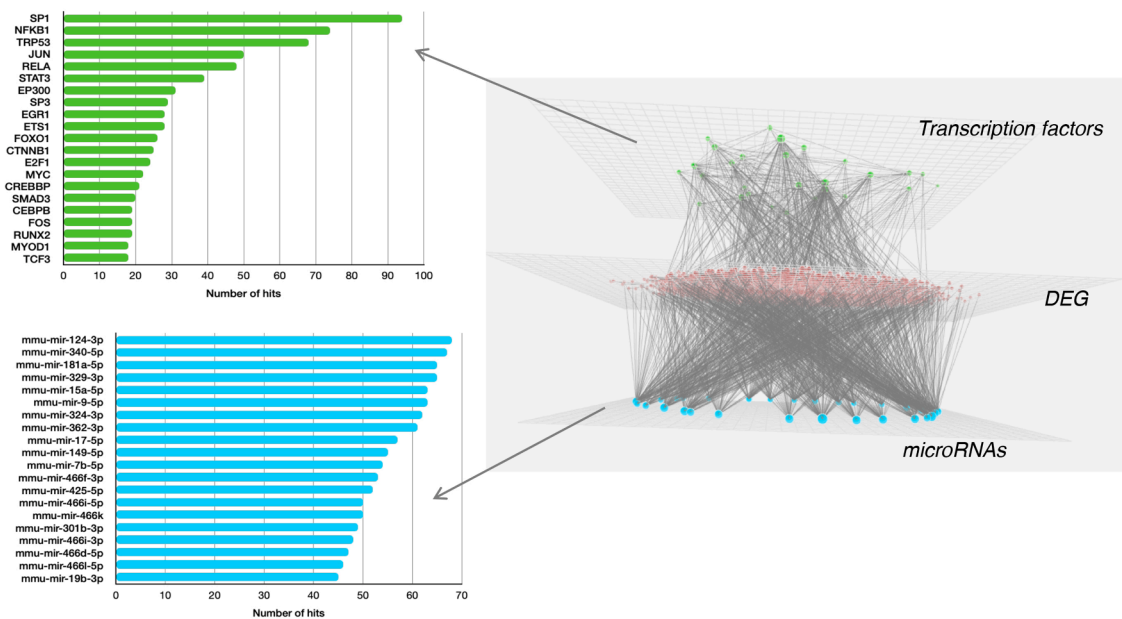 SP1
NFKB1
TRP53
JUN
RELA
STAT3
EP300
SP3
EGR1
ETS1
FOXO1
CTNNB1
E2F1
MYC
CREBBP
SMAD3
CEBPB
FOS
RUNX2
MYOD1
TCF3
0 10 20 30 40 50 60 70 80 90 100
Number of hits
Transcription factors
DEG
microRNAs
mmu-mir-124-3p
mmu-mir-340-5p
mmu-mir-181a-5p
mmu-mir-329-3p
mmu-mir-15a-5p
mmu-mir-9-5p
mmu-mir-324-3p
mmu-mir-362-3p
mmu-mir-17-5p
mmu-mir-149-5p
mmu-mir-7b-5p
mmu-mir-466f-3p
mmu-mir-425-5p
mmu-mir-466i-5p
mmu-mir-466k
mmu-mir-301b-3p
mmu-mir-466i-3p
mmu-mir-466d-5p
mmu-mir-466l-5p
mmu-mir-19b-3p
0 10 20 30 40 50 60 70
Number of hits